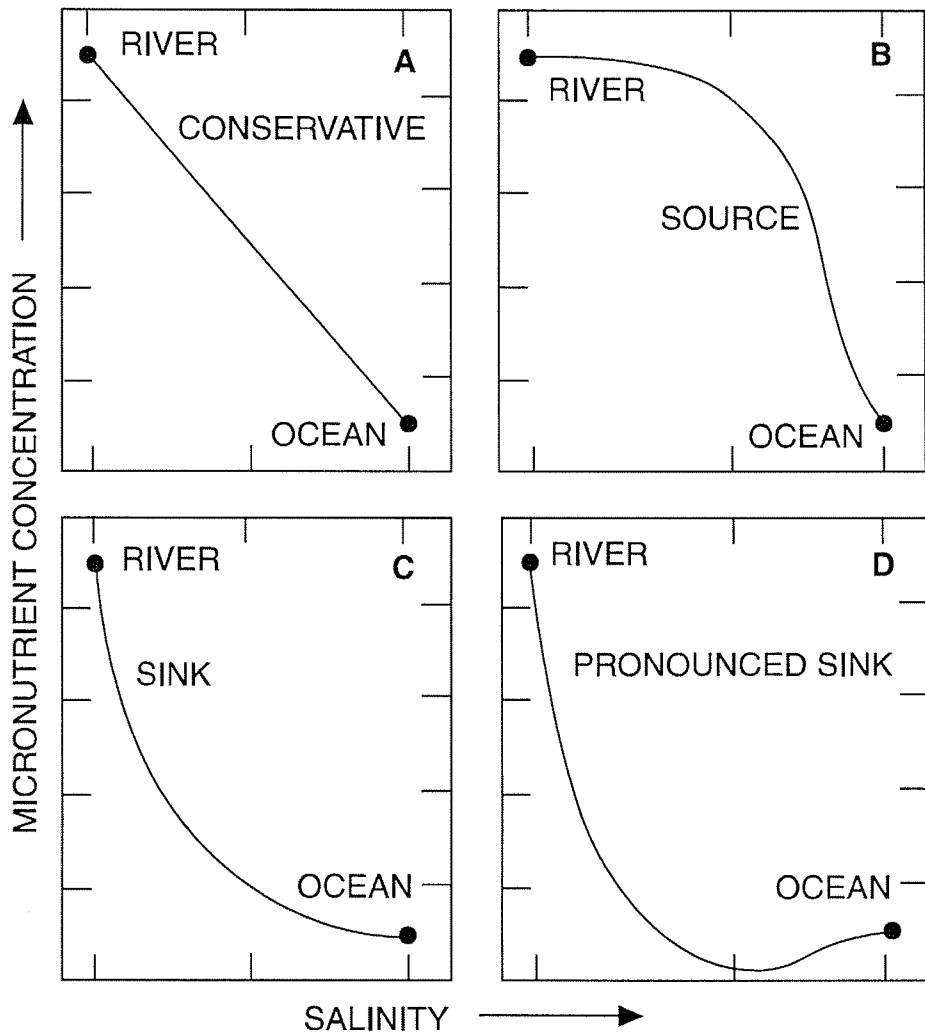 MICRONUTRIENT CONCENTRATION
RIVER
A
CONSERVATIVE
OCEAN
B
RIVER
SOURCE
OCEAN
RIVER
C
SINK
OCEAN
RIVER
D
PRONOUNCED SINK
OCEAN
SALINITY